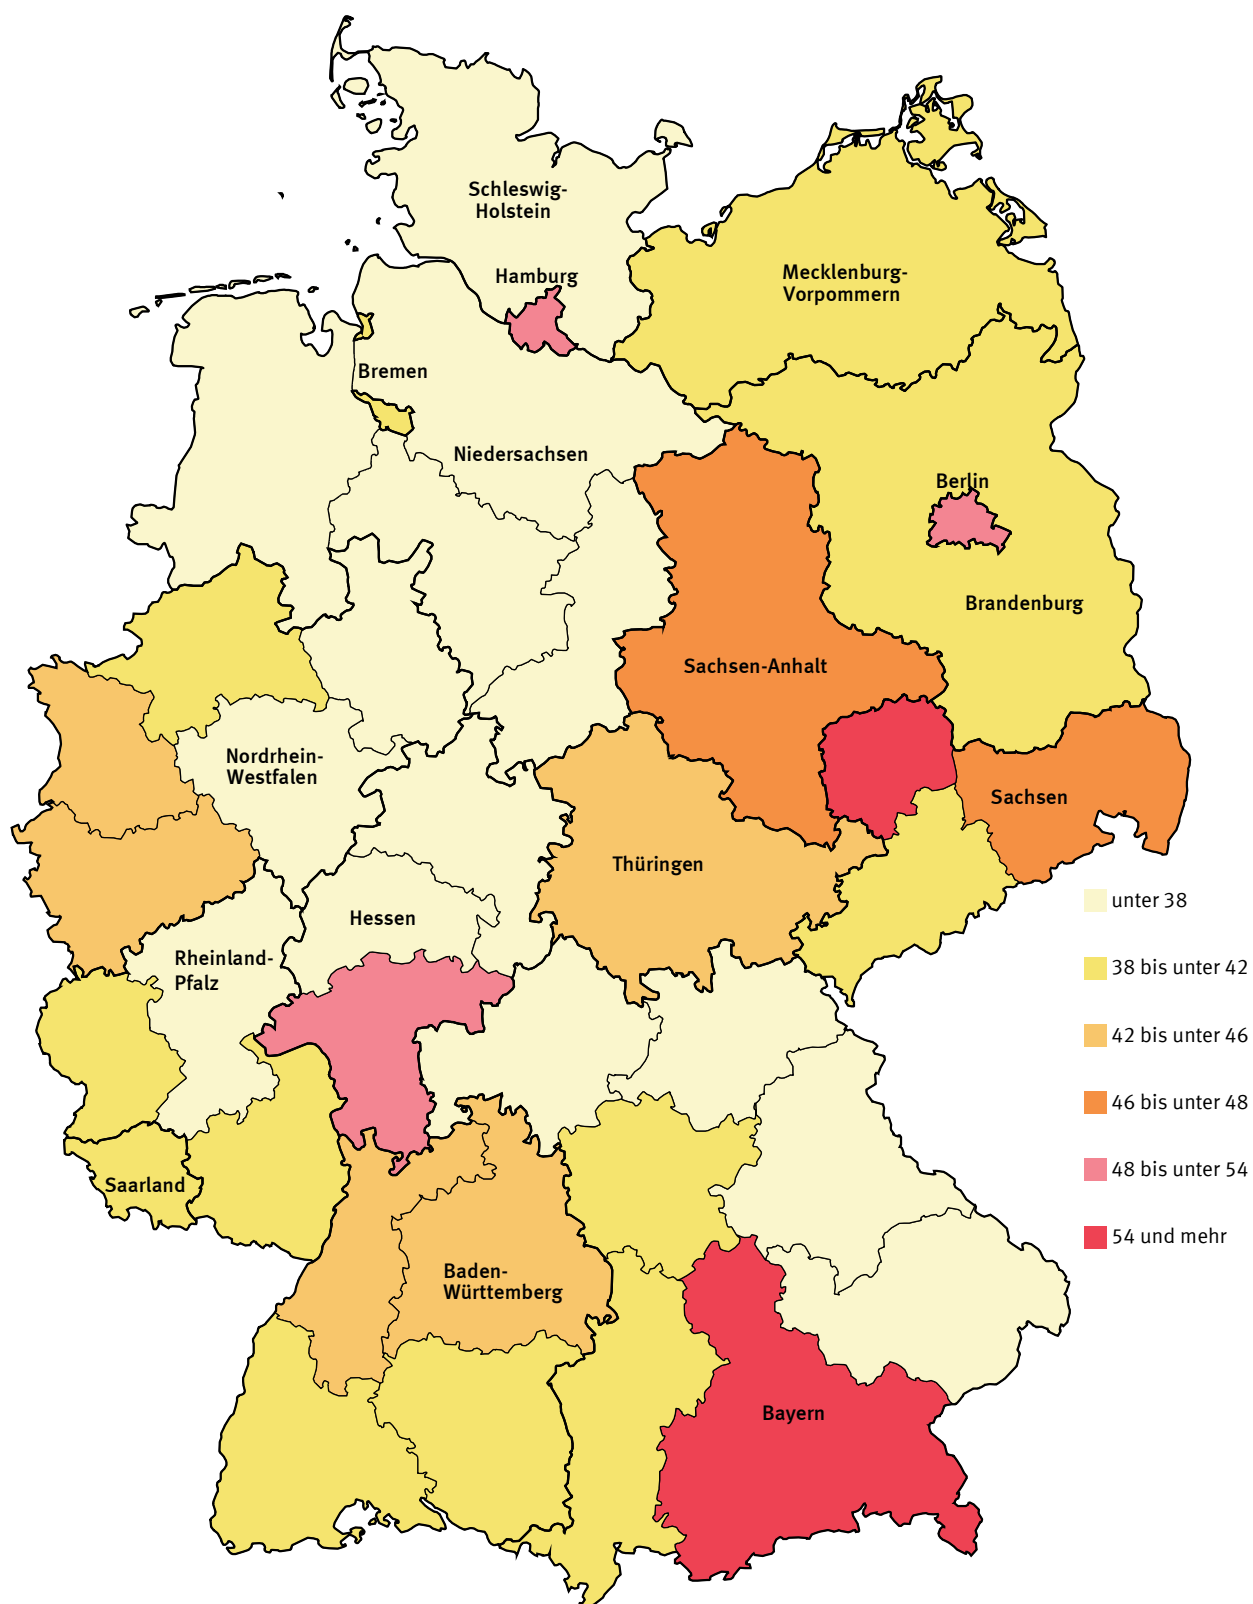 Schleswig-
Holstein
Hamburg
Mecklenburg-
Vorpommern
Bremen
Niedersachsen
Berlin
Brandenburg
Sachsen-Anhalt
Nordrhein-
Westfalen
Sachsen
Thüringen
Hessen
Rheinland-
Pfalz
Saarland
Baden-
Württemberg
Bayern
unter 38
38 bis unter 42
42 bis unter 46
46 bis unter 48
48 bis unter 54
54 und mehr